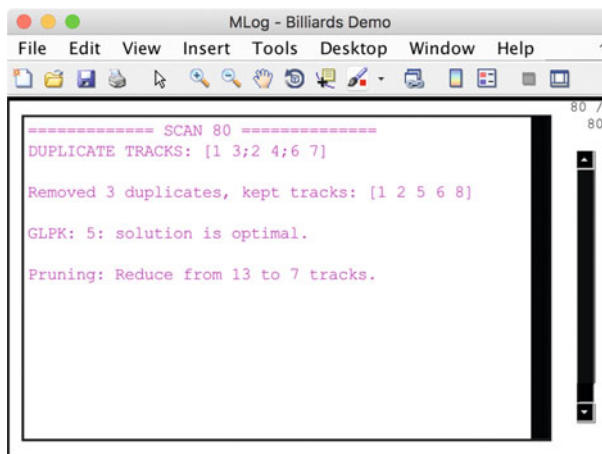 MLog - Billiards Demo
File Edit View Insert Tools Desktop Window Help
80 /
80
============= SCAN 80 ==============
DUPLICATE TRACKS: [1 3;2 4;6 7]
Removed 3 duplicates, kept tracks: [1 2 5 6 8]
GLPK: 5: solution is optimal.
Pruning: Reduce from 13 to 7 tracks.